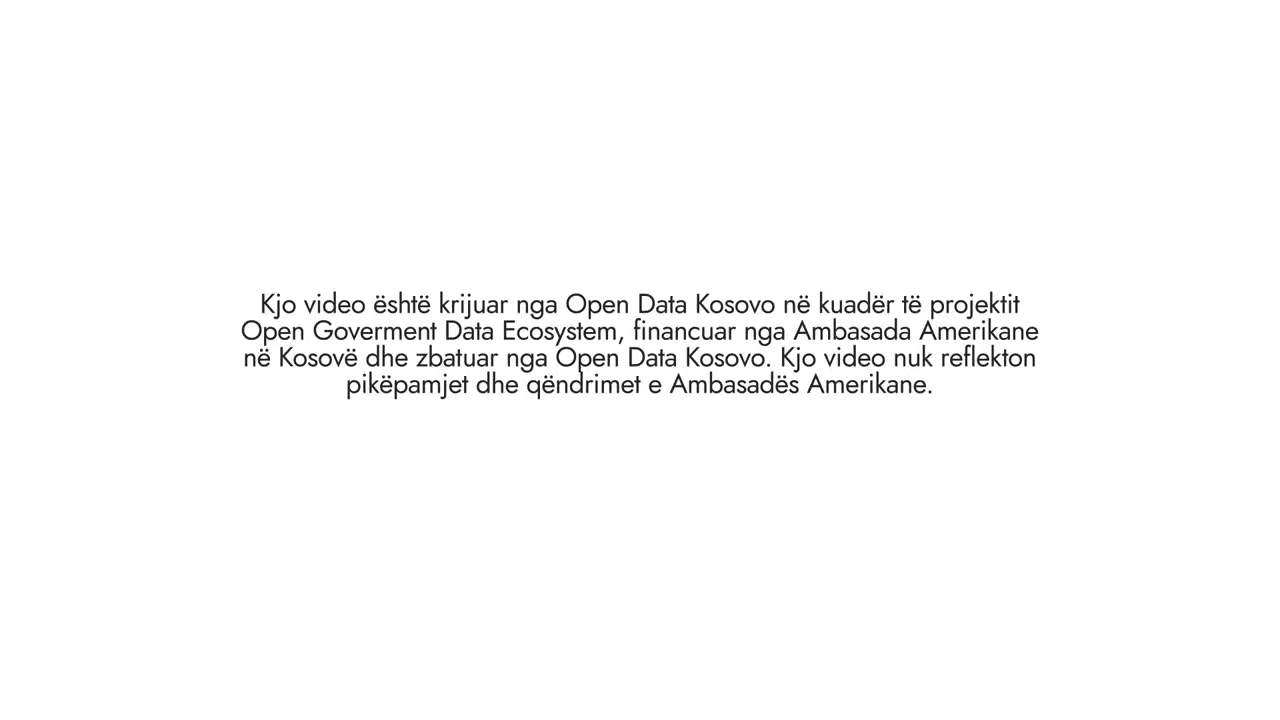 Kjo video është krijuar nga Open Data Kosovo në kuadër të projektit
Open Goverment Data Ecosystem, financuar nga Ambasada Amerikane
në Kosovë dhe zbatuar nga Open Data Kosovo. Kjo video nuk reflekton
pikëpamjet dhe qëndrimet e Ambasadës Amerikane.